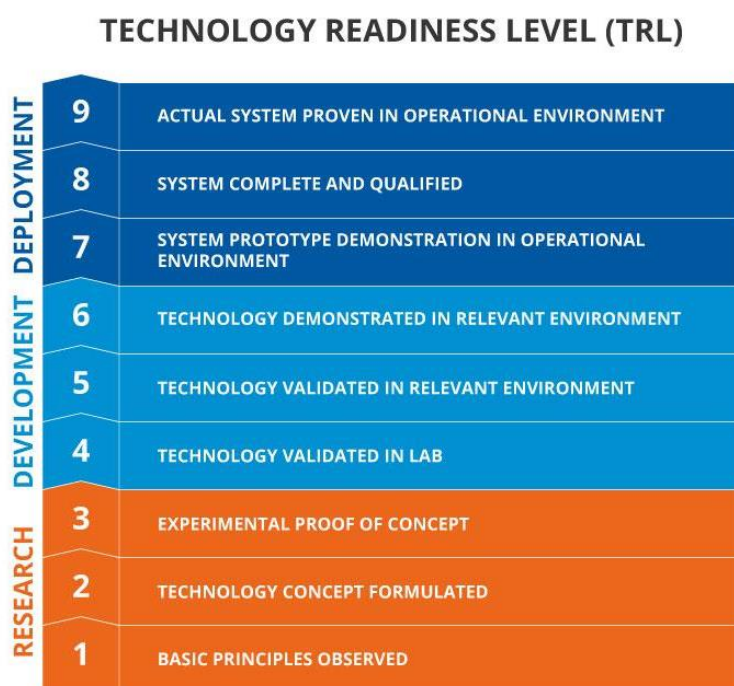 TECHNOLOGY READINESS LEVEL (TRL)
DEPLOYMENT
9
ACTUAL SYSTEM PROVEN IN OPERATIONAL ENVIRONMENT
8
SYSTEM COMPLETE AND QUALIFIED
7
SYSTEM PROTOTYPE DEMONSTRATION IN OPERATIONAL
ENVIRONMENT
DEVELOPMENT
6
TECHNOLOGY DEMONSTRATED IN RELEVANT ENVIRONMENT
5
TECHNOLOGY VALIDATED IN RELEVANT ENVIRONMENT
4
TECHNOLOGY VALIDATED IN LAB
RESEARCH
3
EXPERIMENTAL PROOF OF CONCEPT
2
TECHNOLOGY CONCEPT FORMULATED
1
BASIC PRINCIPLES OBSERVED